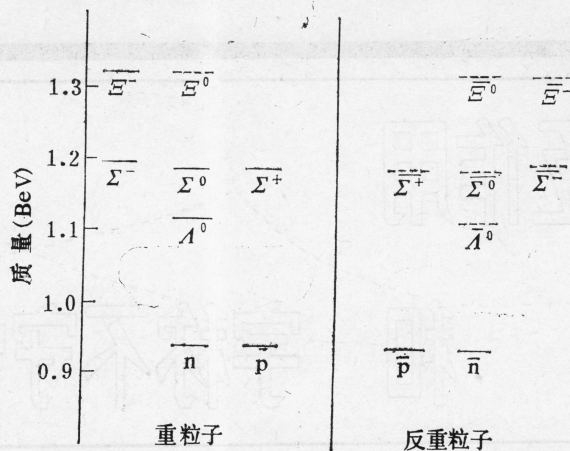 质量(BeV)
1.3
1.2
1.1
1.0
0.9
Ξ⁻ Ξ⁰
Σ⁻ Σ⁰ Σ⁺
Λ⁰
n p
重粒子
Ξ̅⁰ Ξ̅⁻
Σ̅⁺ Σ̅⁰ Σ̅⁻
Λ̅⁰
p̅ n̅
反重粒子